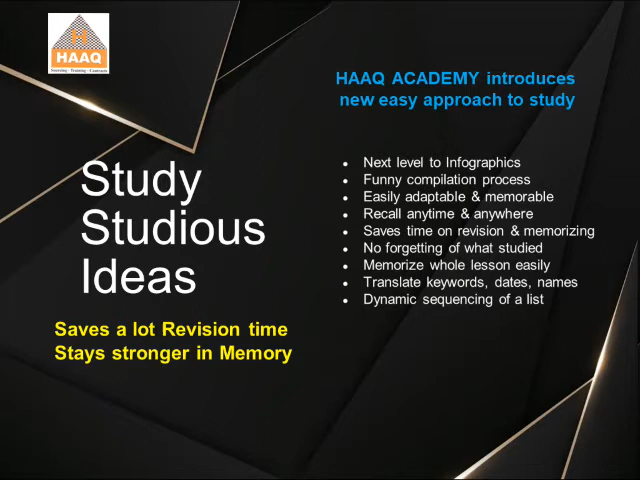 HAAQ
HAAQ ACADEMY introduces
new easy approach to study
Study
Studious
Ideas
Saves a lot Revision time
Stays stronger in Memory
Next level to Infographics
Funny compilation process
Easily adaptable & memorable
Recall anytime & anywhere
Saves time on revision & memorizing
No forgetting of what studied
Memorize whole lesson easily
Translate keywords, dates, names
Dynamic sequencing of a list